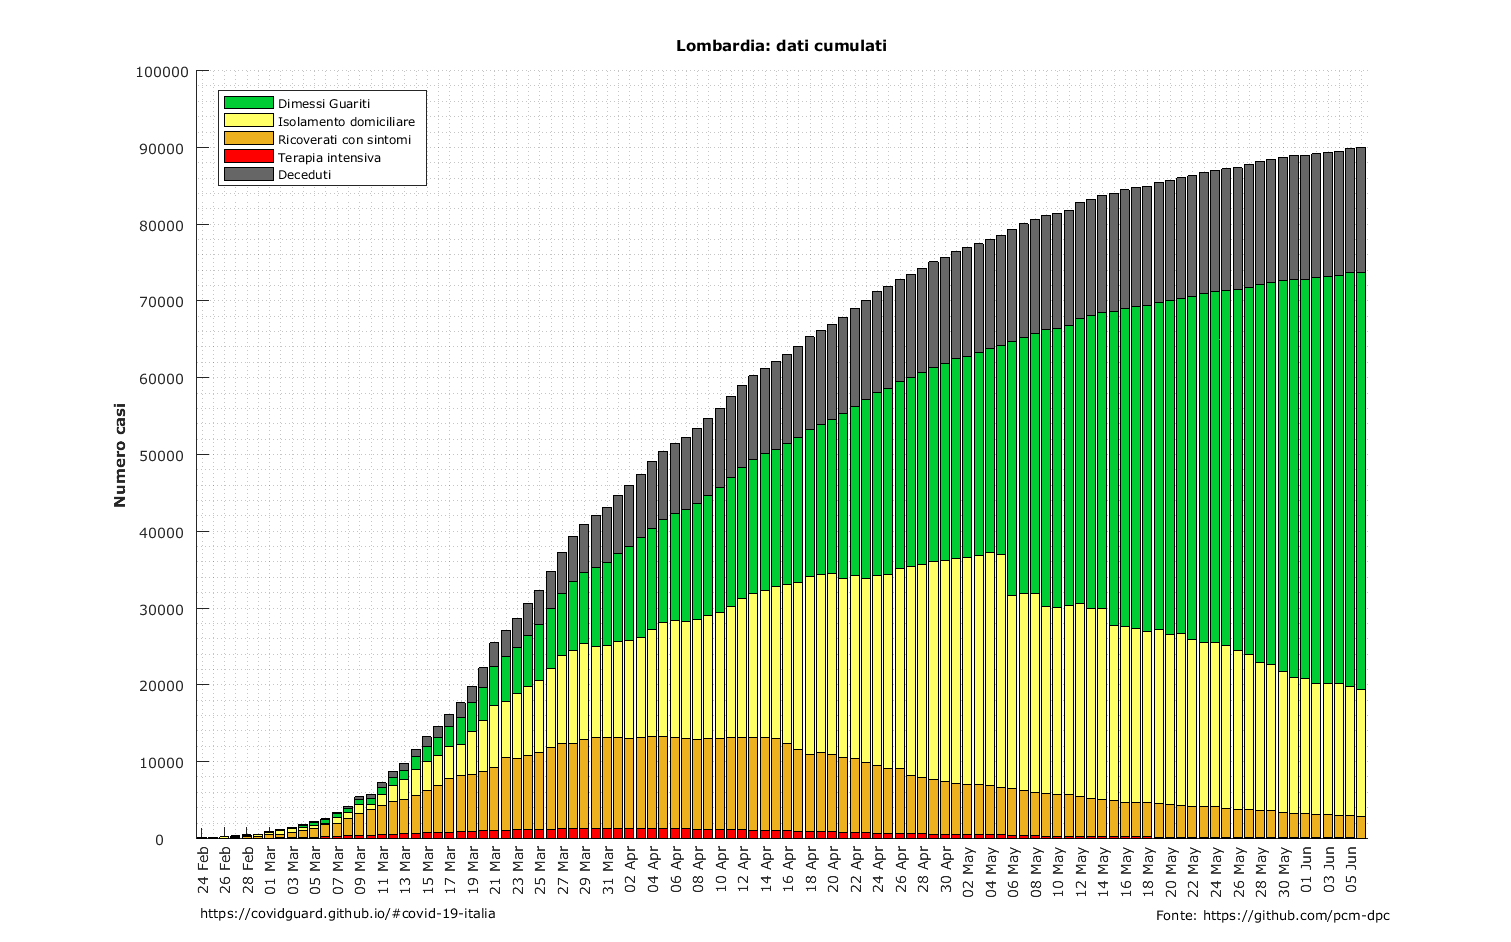 Lombardia: dati cumulati
100000
90000
80000
70000
60000
50000
40000
30000
20000
10000
0
Numero casi
Dimessi Guariti
Isolamento domiciliare
Ricoverati con sintomi
Terapia intensiva
Deceduti
24 Feb
26 Feb
28 Feb
01 Mar
03 Mar
05 Mar
07 Mar
09 Mar
11 Mar
13 Mar
15 Mar
17 Mar
19 Mar
21 Mar
23 Mar
25 Mar
27 Mar
29 Mar
31 Mar
02 Apr
04 Apr
06 Apr
08 Apr
10 Apr
12 Apr
14 Apr
16 Apr
18 Apr
20 Apr
22 Apr
24 Apr
26 Apr
28 Apr
30 Apr
02 May
04 May
06 May
08 May
10 May
12 May
14 May
16 May
18 May
20 May
22 May
24 May
26 May
28 May
30 May
01 Jun
03 Jun
05 Jun
https://covidguard.github.io/#covid-19-italia
Fonte: https://github.com/pcm-dpc